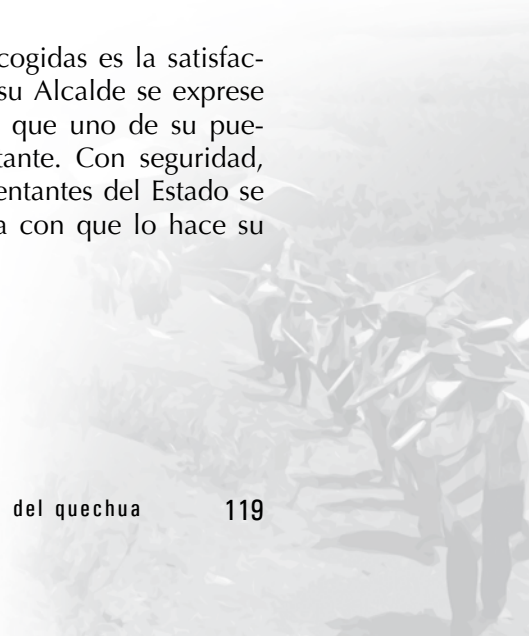 cogidas es la satisfac-
su Alcalde se exprese
que uno de su pue-
tante. Con seguridad,
entantes del Estado se
a con que lo hace su
del quechua 119